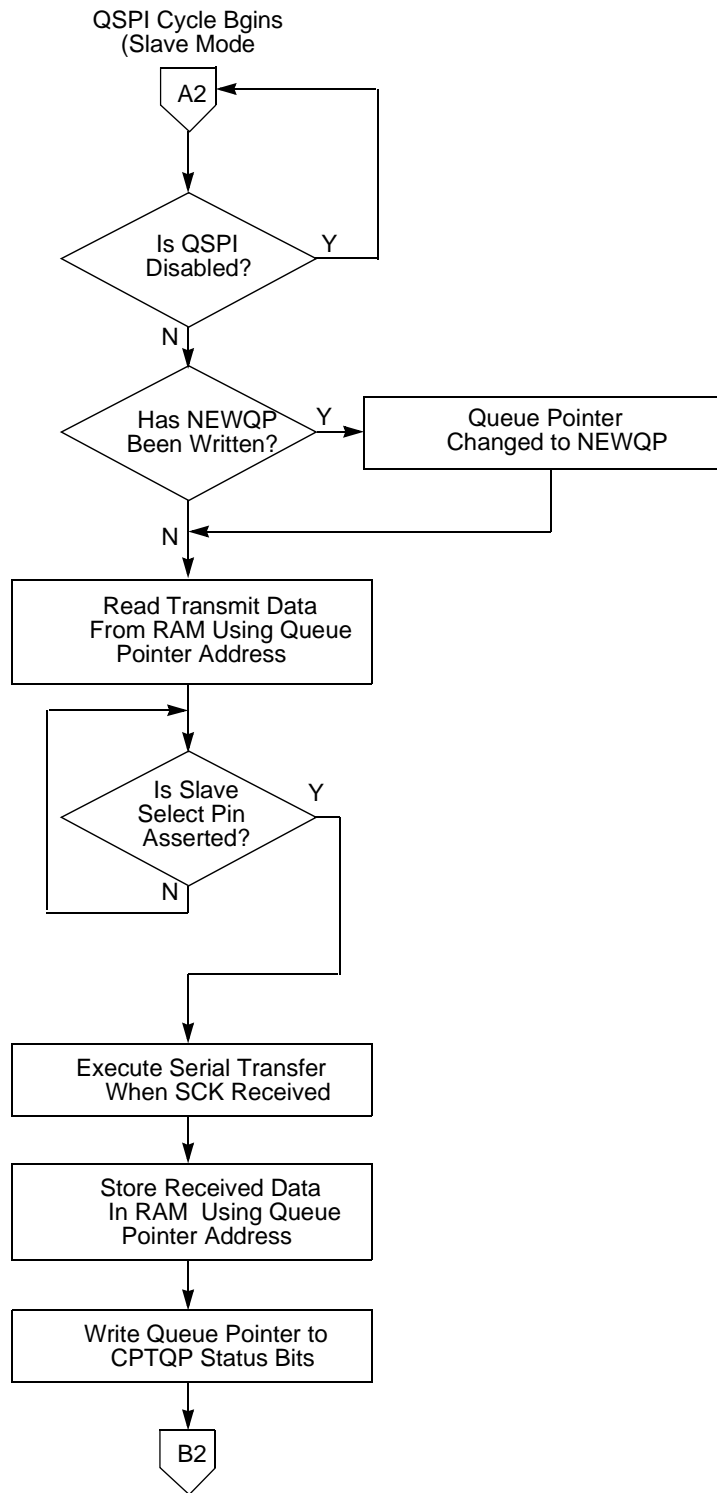 QSPI Cycle Bgins
(Slave Mode
A2
Is QSPI
Disabled?
Y
N
Has NEWQP
Been Written?
Y
Queue Pointer
Changed to NEWQP
N
Read Transmit Data
From RAM Using Queue
Pointer Address
Is Slave
Select Pin
Asserted?
Y
N
Execute Serial Transfer
When SCK Received
Store Received Data
In RAM Using Queue
Pointer Address
Write Queue Pointer to
CPTQP Status Bits
B2